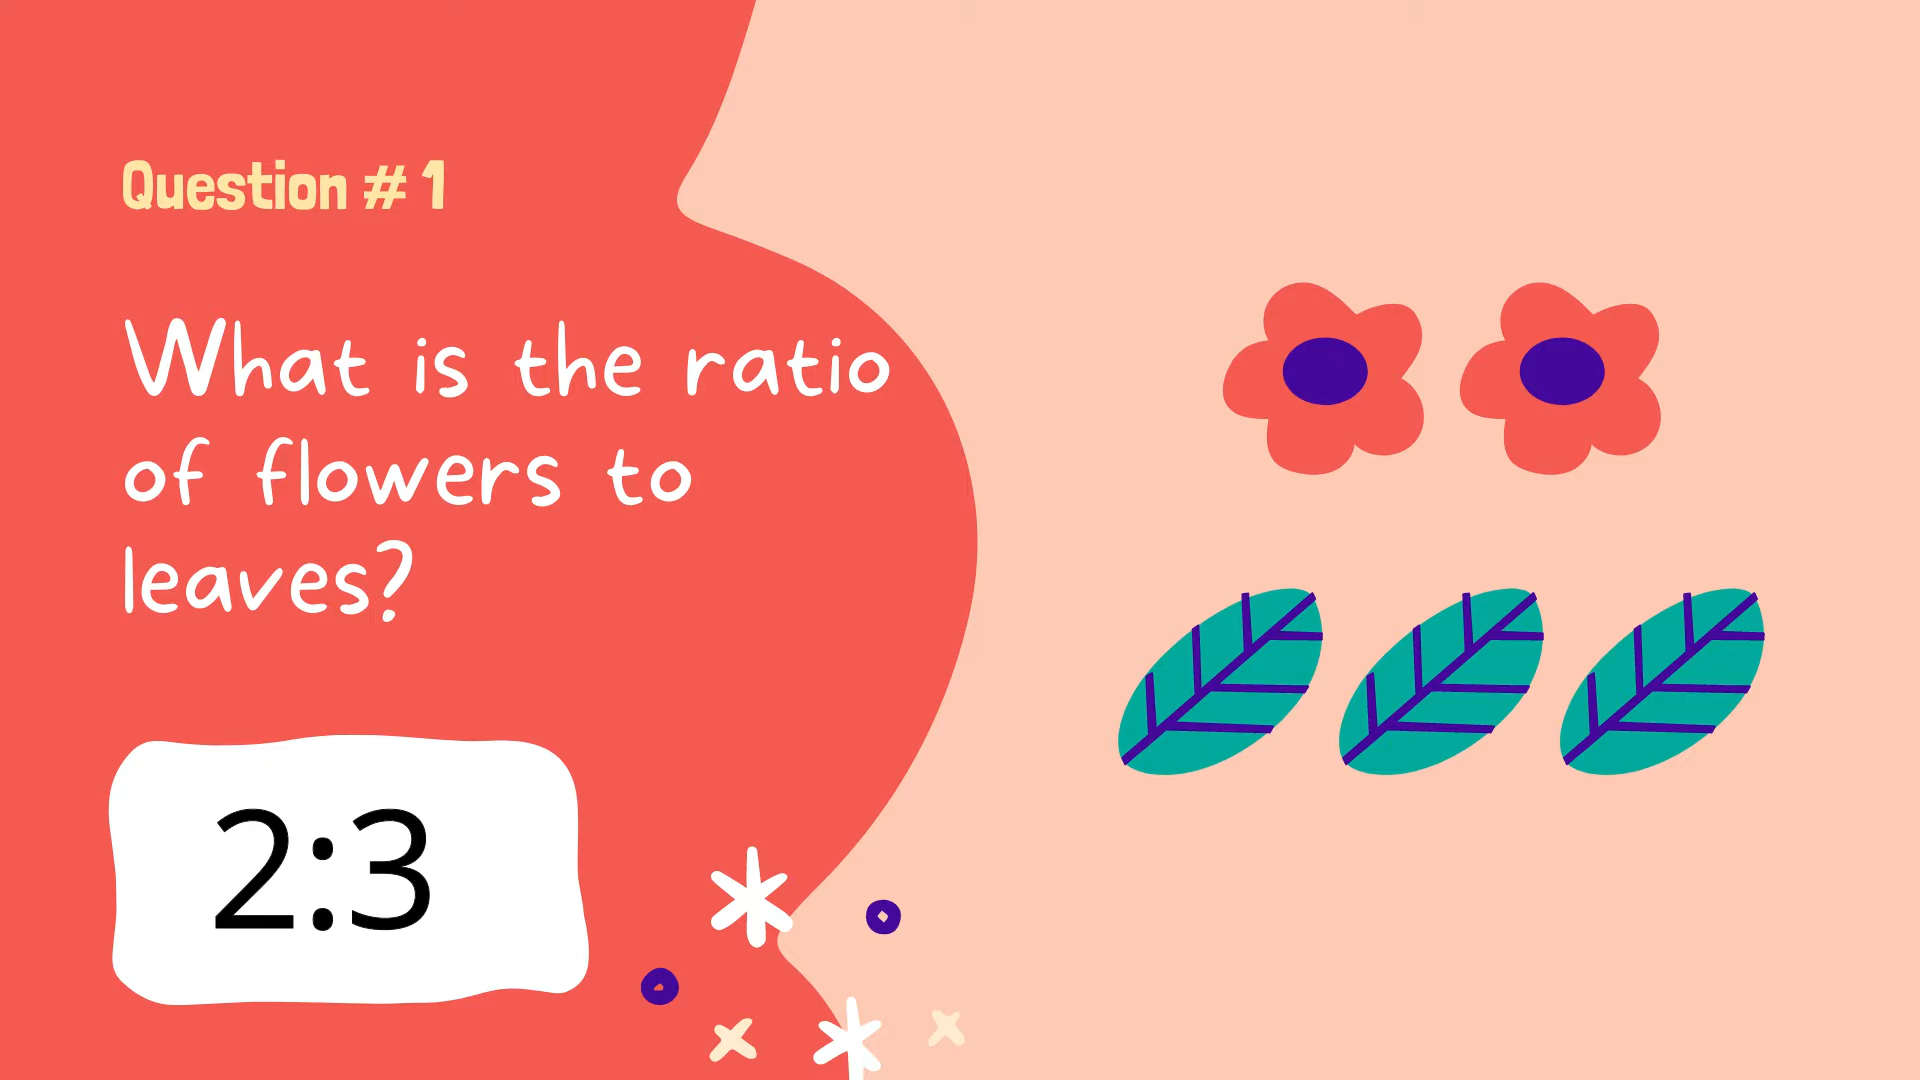 Question # 1
What is the ratio
of flowers to
leaves?
2:3